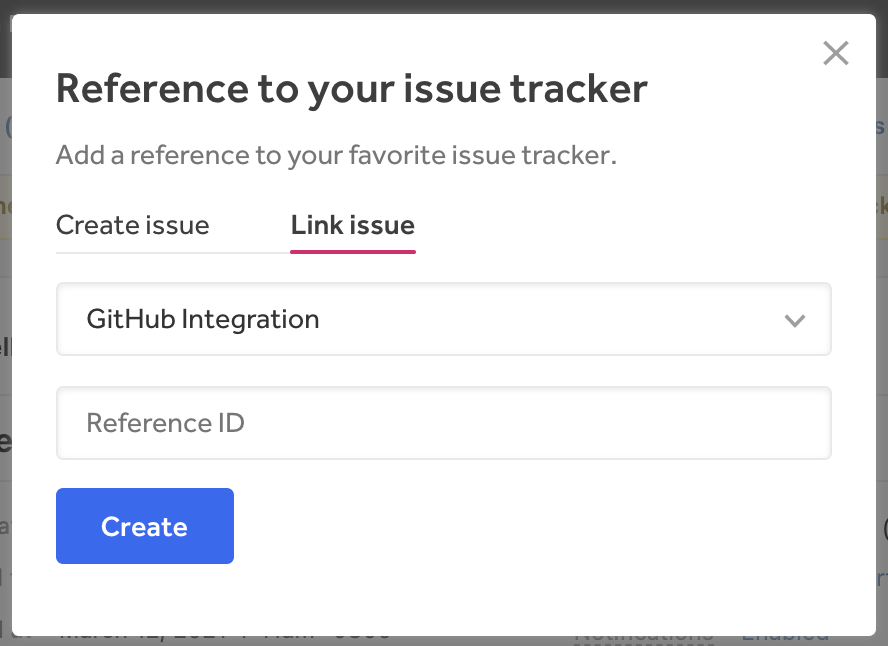 Reference to your issue tracker
Add a reference to your favorite issue tracker.
Create issue
Link issue
GitHub Integration
Reference ID
Create
Enabled